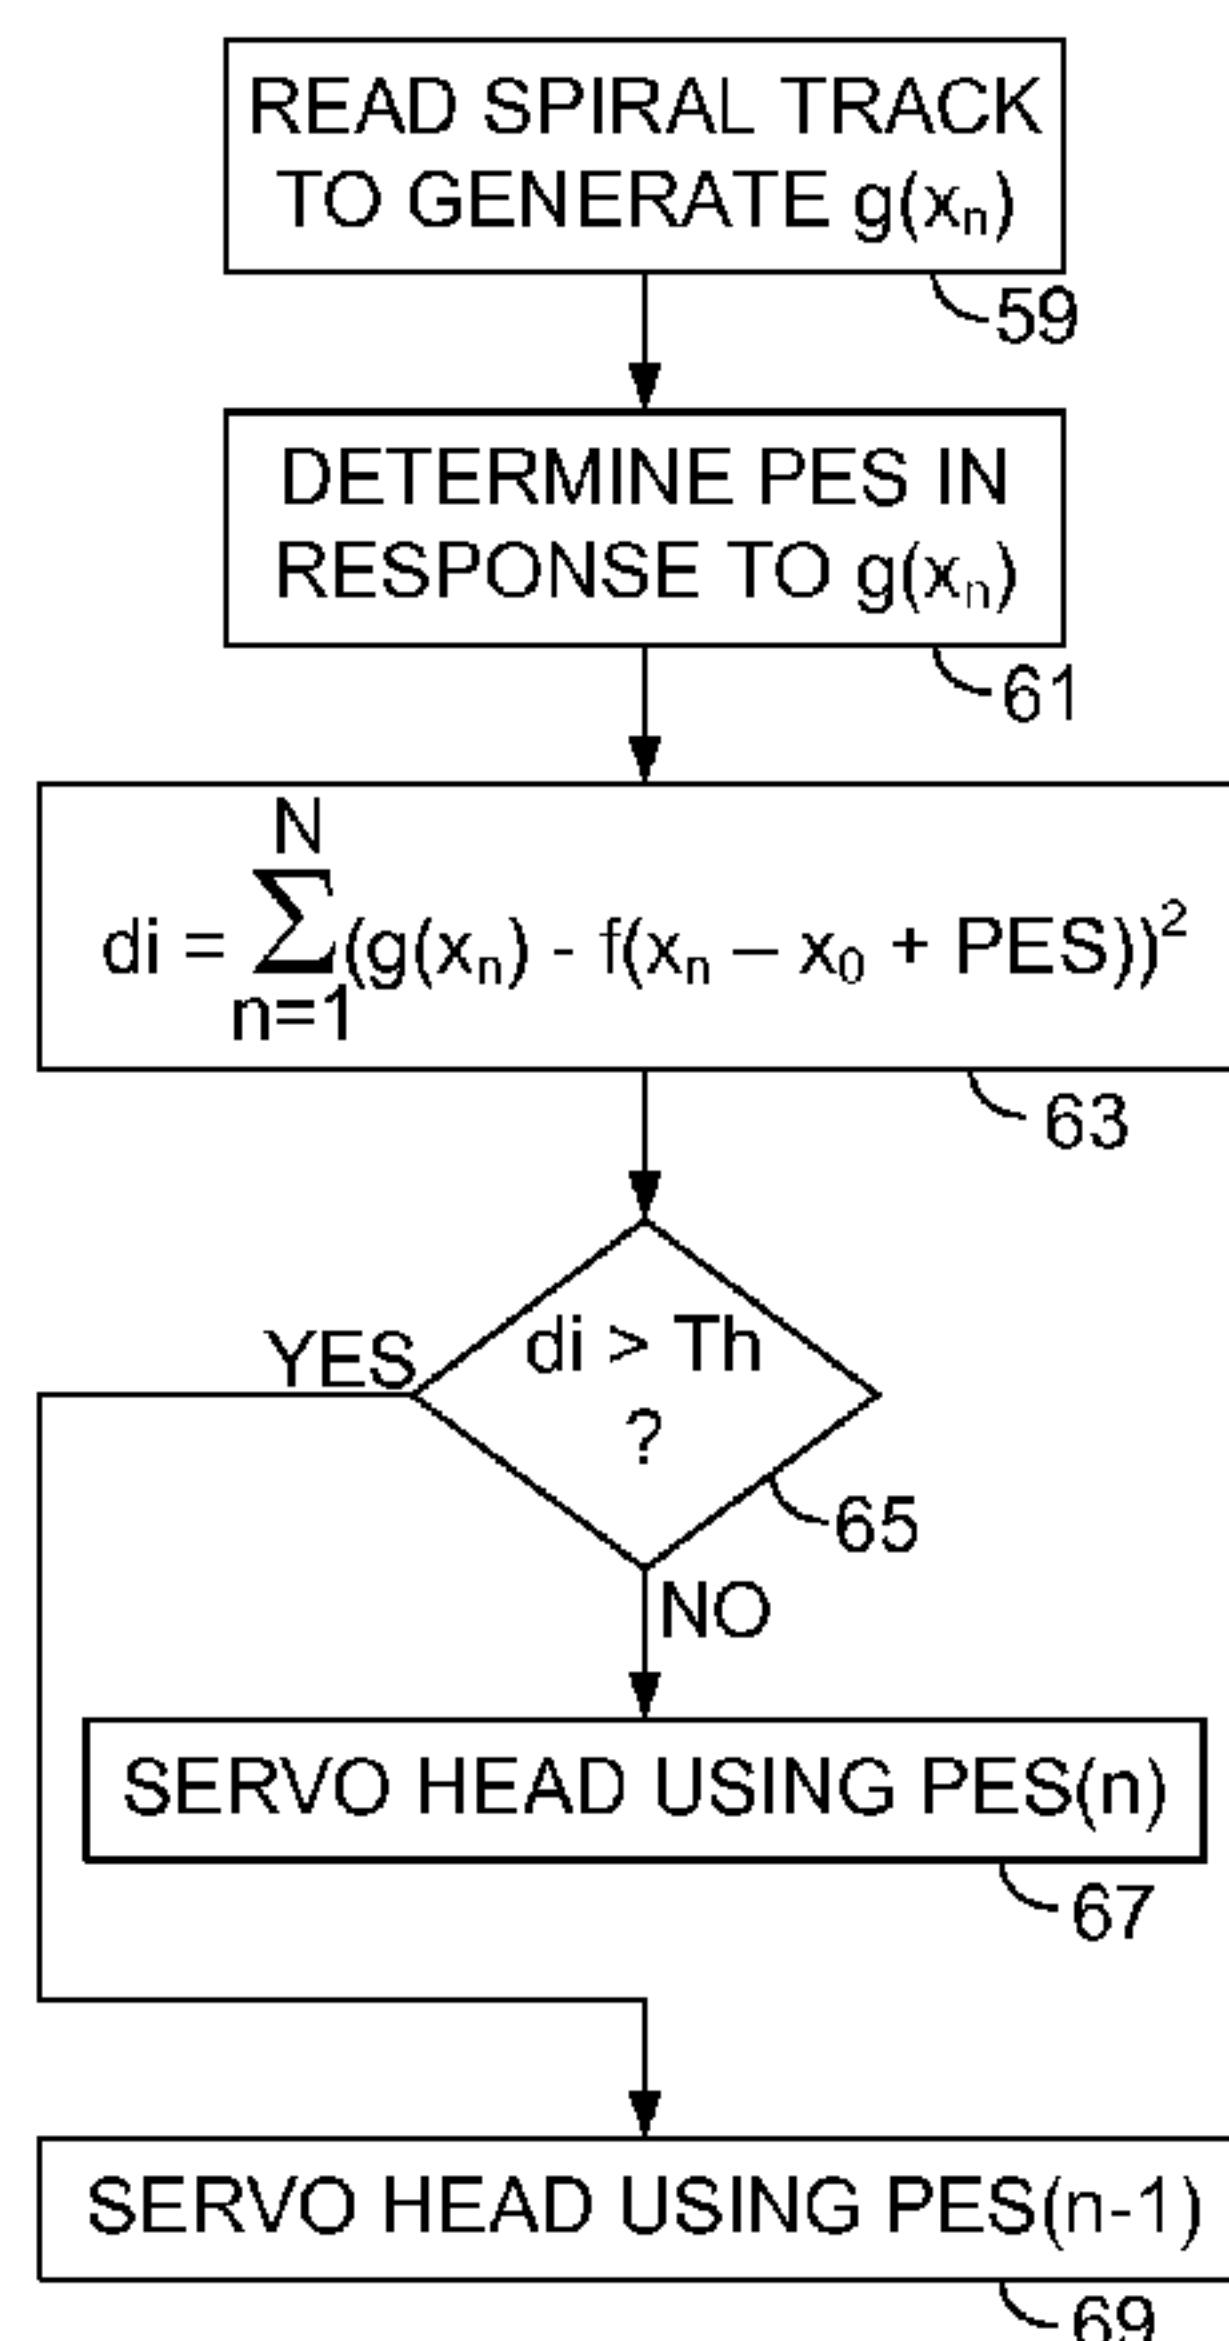 READ SPIRAL TRACK
TO GENERATE g(xₙ)
59
DETERMINE PES IN
RESPONSE TO g(xₙ)
61
N
di = Σ(g(xₙ) - f(xₙ – x₀ + PES))²
n=1
63
di > Th
?
YES
65
NO
SERVO HEAD USING PES(n)
67
SERVO HEAD USING PES(n-1)
69